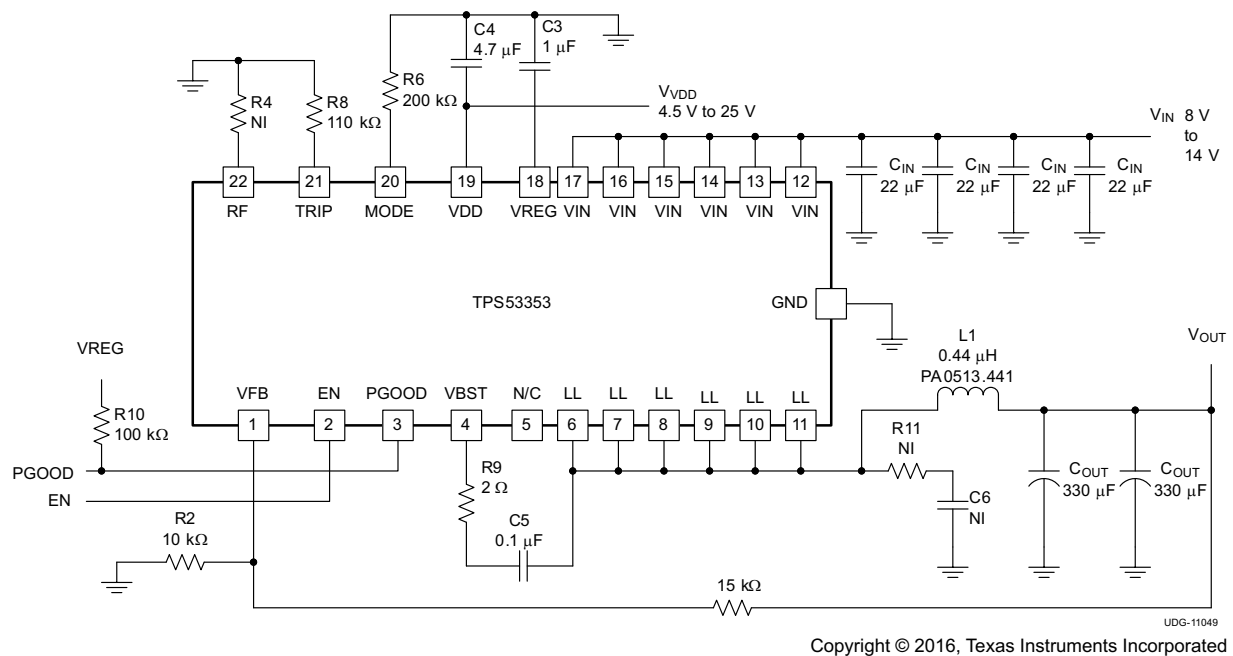 C4
4.7 µF
C3
1 µF
R6
200 kΩ
R4
NI
R8
110 kΩ
VVDD
4.5 V to 25 V
VIN 8 V
to
14 V
CIN
22 µF
CIN
22 µF
CIN
22 µF
CIN
22 µF
22 21 20 19 18 17 16 15 14 13 12
RF TRIP MODE VDD VREG VIN VIN VIN VIN VIN VIN
TPS53353
GND
VREG
R10
100 kΩ
VFB EN PGOOD VBST N/C LL LL LL LL LL LL
1 2 3 4 5 6 7 8 9 10 11
L1
0.44 µH
PA0513.441
VOUT
R11
NI
C6
NI
COUT
330 µF
COUT
330 µF
PGOOD
EN
R9
2 Ω
C5
0.1 µF
R2
10 kΩ
15 kΩ
UDG-11049
Copyright © 2016, Texas Instruments Incorporated